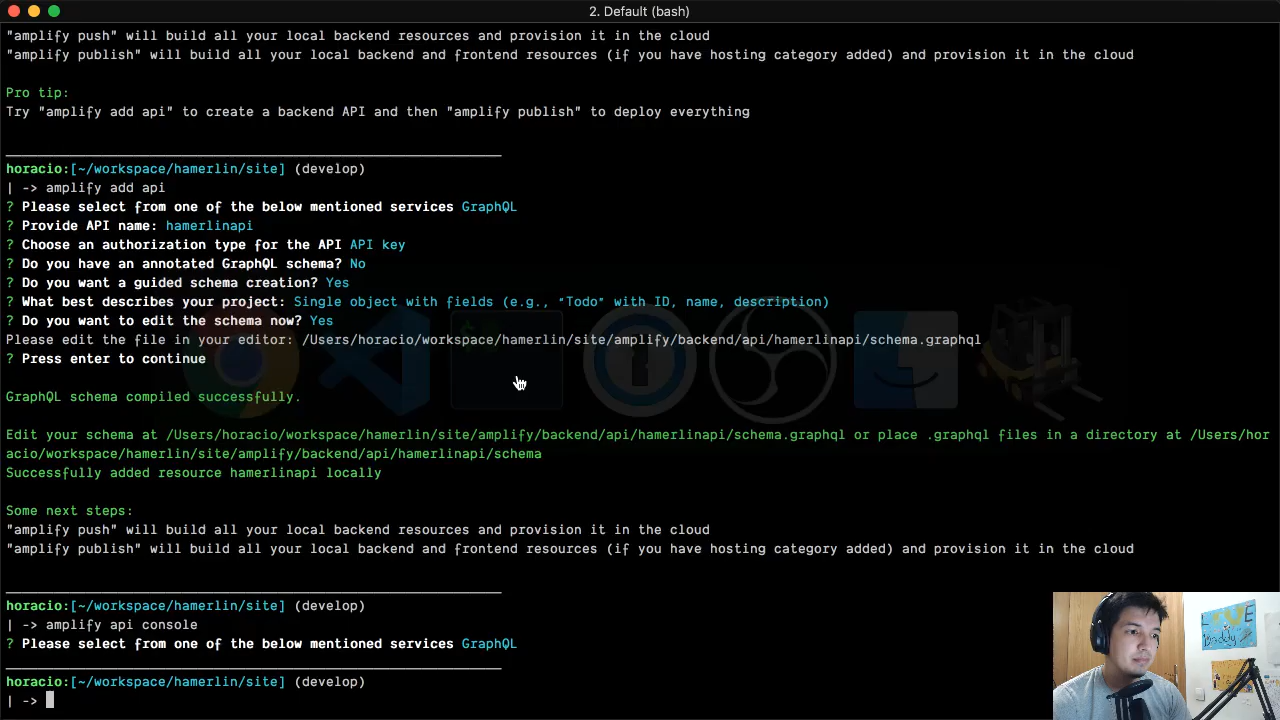 2. Default (bash)
"amplify push" will build all your local backend resources and provision it in the cloud
"amplify publish" will build all your local backend and frontend resources (if you have hosting category added) and provision it in the cloud
Pro tip:
Try "amplify add api" to create a backend API and then "amplify publish" to deploy everything
horacio:[~/workspace/hamerlin/site] (develop)
| -> amplify add api
? Please select from one of the below mentioned services GraphQL
? Provide API name: hamerlinapi
? Choose an authorization type for the API API key
? Do you have an annotated GraphQL schema? No
? Do you want a guided schema creation? Yes
? What best describes your project: Single object with fields (e.g., “Todo” with ID, name, description)
? Do you want to edit the schema now? Yes
Please edit the file in your editor: /Users/horacio/workspace/hamerlin/site/amplify/backend/api/hamerlinapi/schema.graphql
? Press enter to continue
GraphQL schema compiled successfully.
Edit your schema at /Users/horacio/workspace/hamerlin/site/amplify/backend/api/hamerlinapi/schema.graphql or place .graphql files in a directory at /Users/hor
acio/workspace/hamerlin/site/amplify/backend/api/hamerlinapi/schema
Successfully added resource hamerlinapi locally
Some next steps:
"amplify push" will build all your local backend resources and provision it in the cloud
"amplify publish" will build all your local backend and frontend resources (if you have hosting category added) and provision it in the cloud
horacio:[~/workspace/hamerlin/site] (develop)
| -> amplify api console
? Please select from one of the below mentioned services GraphQL
horacio:[~/workspace/hamerlin/site] (develop)
| ->